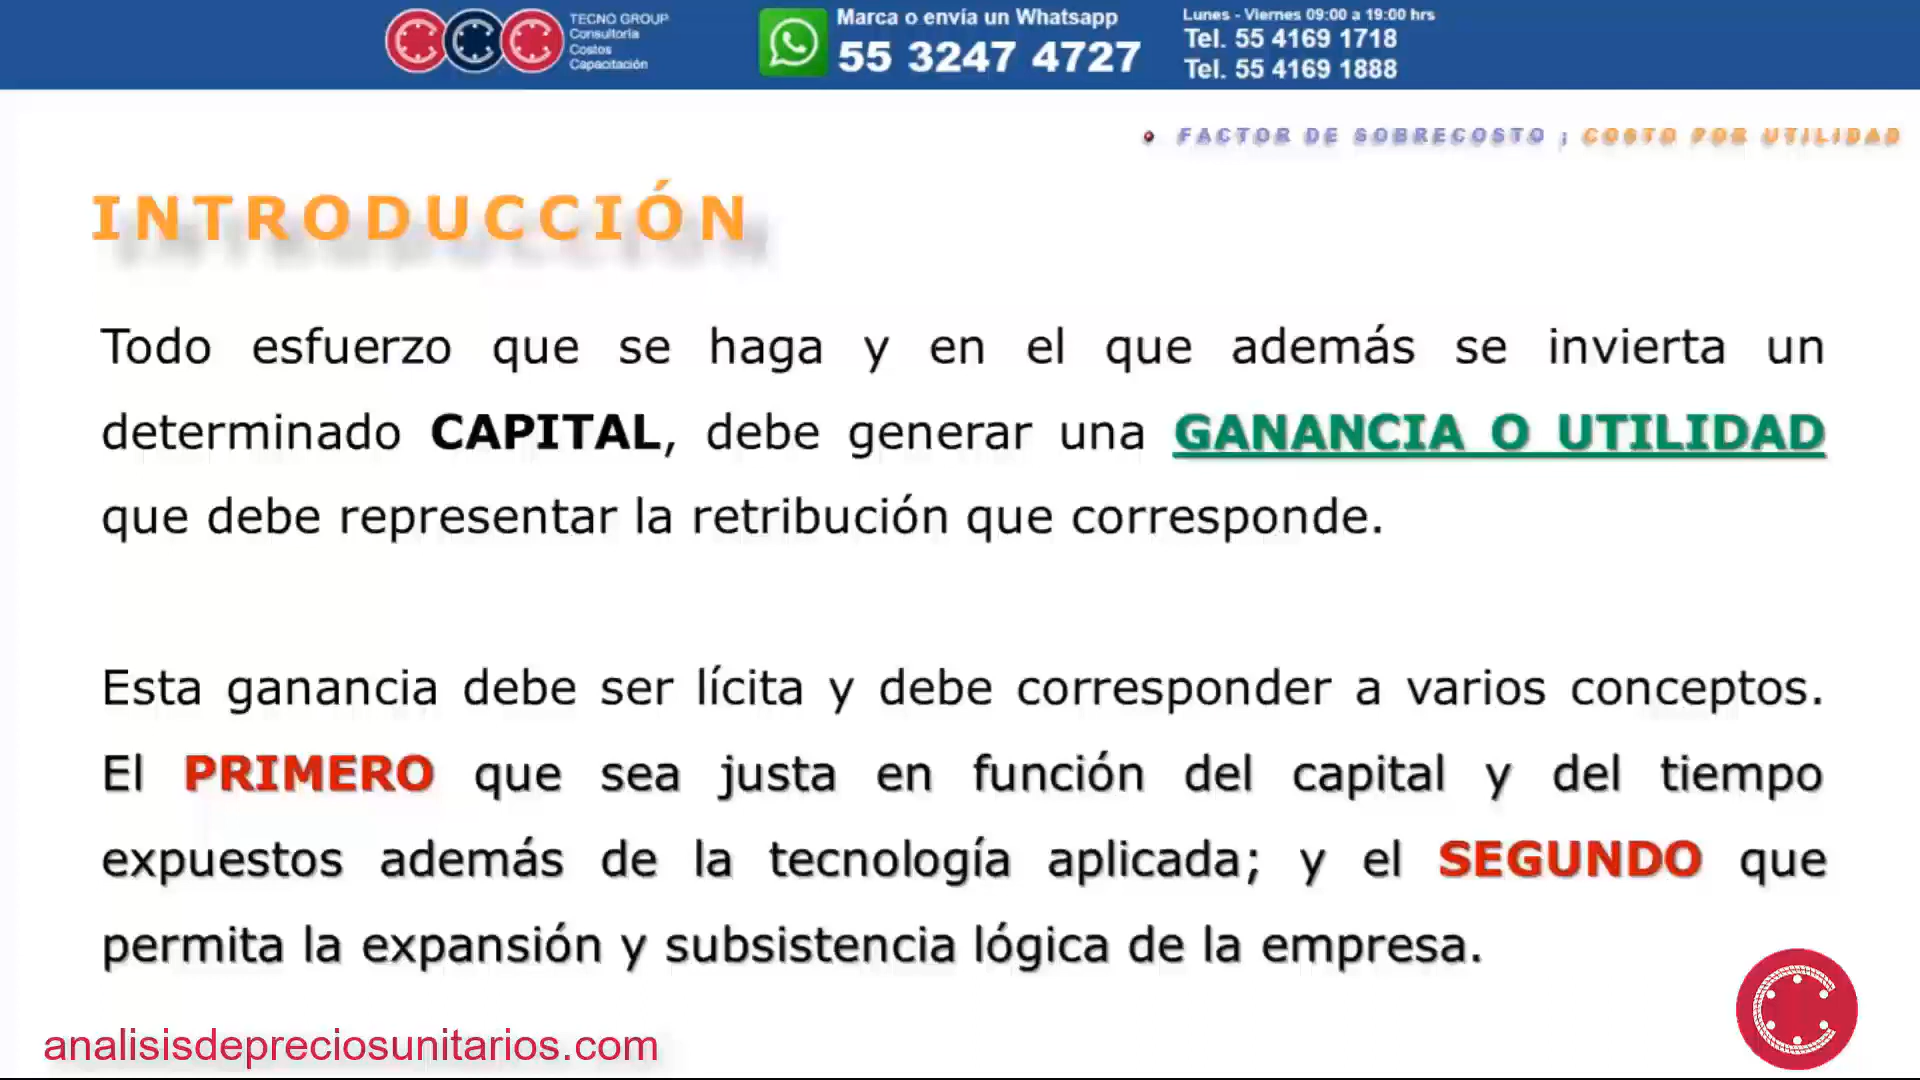 TECNO GROUP
Consultoría
Costos
Capacitación
Marca o envía un Whatsapp
55 3247 4727
Lunes - Viernes 09:00 a 19:00 hrs
Tel. 55 4169 1718
Tel. 55 4169 1888
• FACTOR DE SOBRECOSTO ; COSTO POR UTILIDAD
INTRODUCCIÓN
Todo esfuerzo que se haga y en el que además se invierta un
determinado CAPITAL, debe generar una GANANCIA O UTILIDAD
que debe representar la retribución que corresponde.
Esta ganancia debe ser lícita y debe corresponder a varios conceptos.
El PRIMERO que sea justa en función del capital y del tiempo
expuestos además de la tecnología aplicada; y el SEGUNDO que
permita la expansión y subsistencia lógica de la empresa.
analisisdepreciosunitarios.com